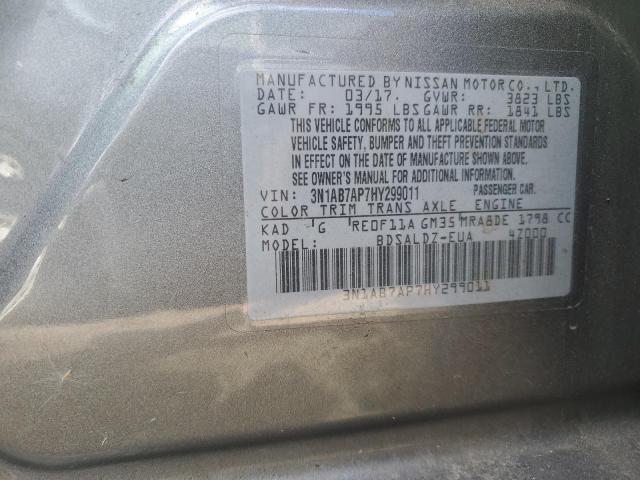 MANUFACTURED BY NISSAN MOTOR CO., LTD.
DATE: 03/17. GVWR: 3823 LBS
GAWR FR: 1995 LBS GAWR RR: 1841 LBS
THIS VEHICLE CONFORMS TO ALL APPLICABLE FEDERAL MOTOR
VEHICLE SAFETY, BUMPER AND THEFT PREVENTION STANDARDS
IN EFFECT ON THE DATE OF MANUFACTURE SHOWN ABOVE.
SEE OWNER'S MANUAL FOR ADDITIONAL INFORMATION.
VIN: 3N1AB7AP7HY299011 PASSENGER CAR.
COLOR TRIM TRANS AXLE ENGINE
KAD G RE0F11A GM35 MRA8DE 1798 CC
MODEL: BDSALDZ-EUA 47000
3N1AB7AP7HY299011